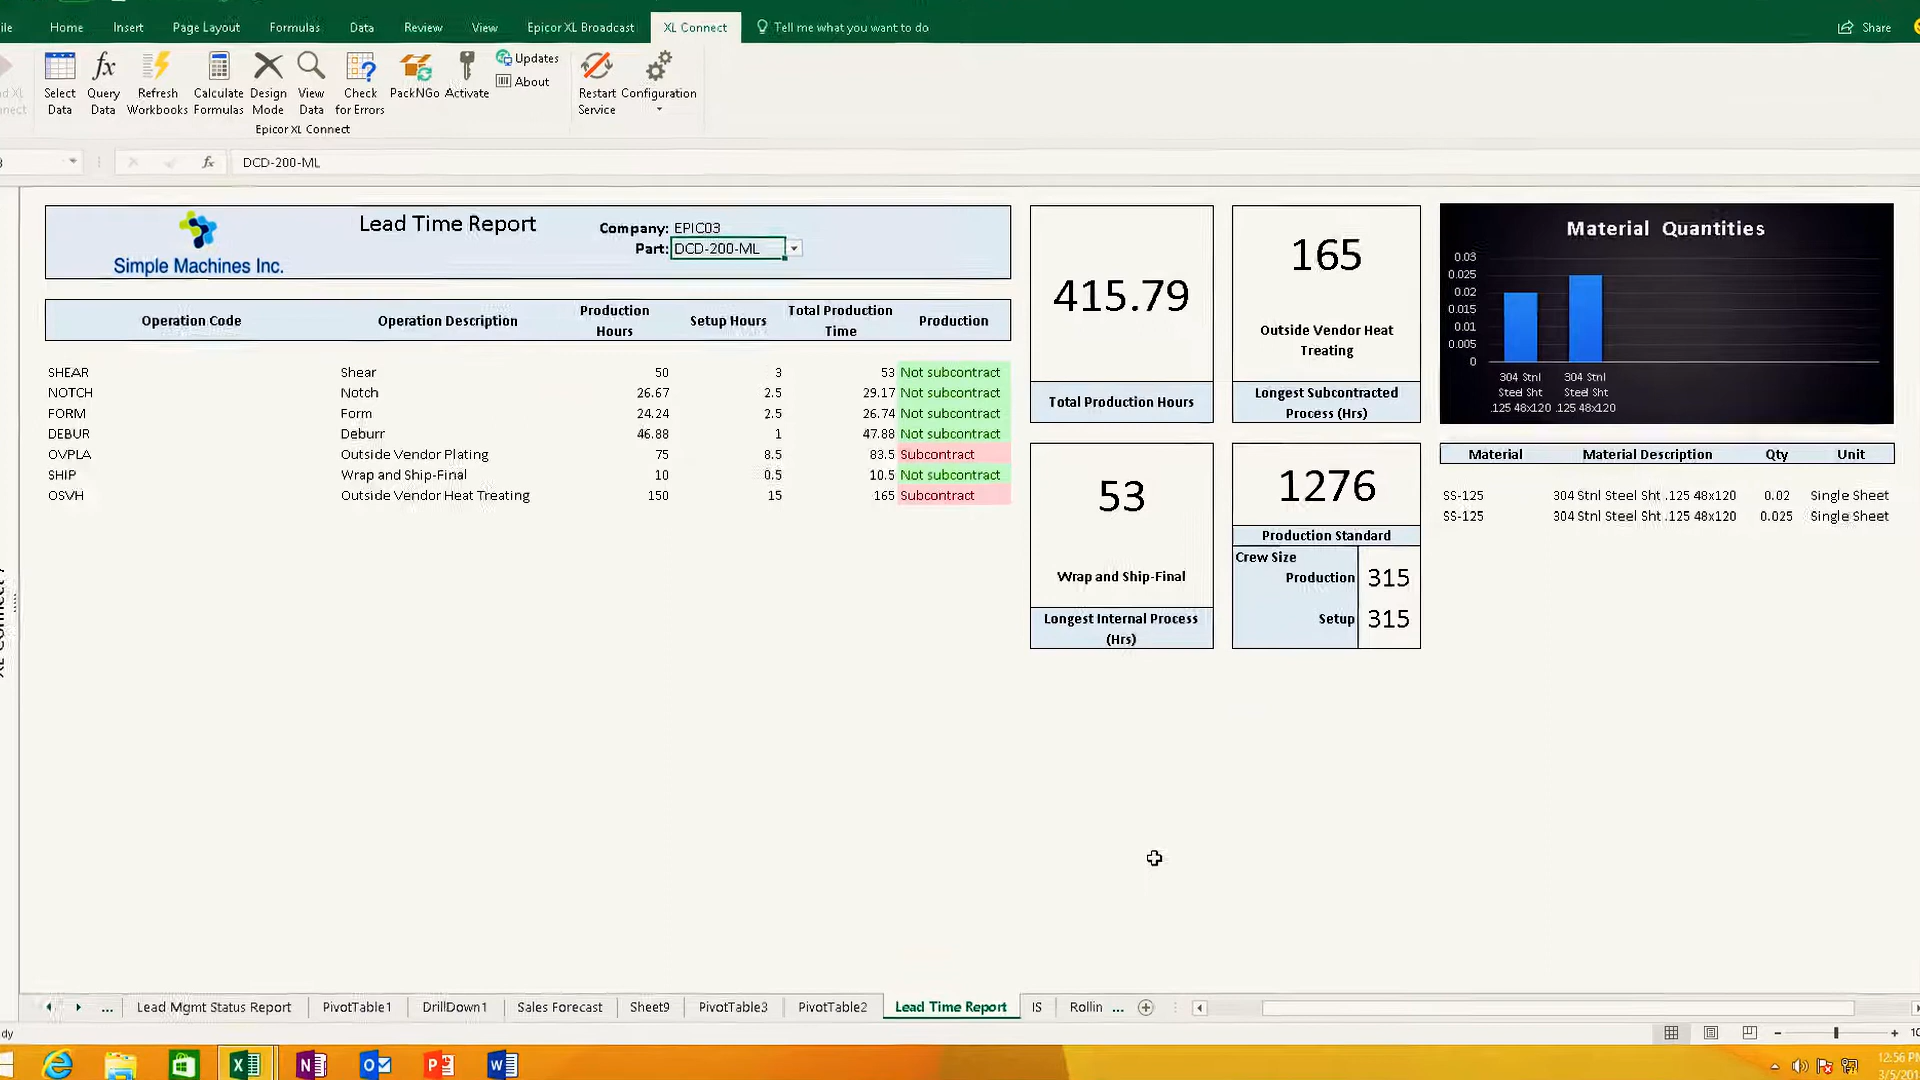 Home Insert Page Layout Formulas Data Review View Epicor XL Broadcast XL Connect Tell me what you want to do Share
Select Data
Query Data
Refresh Workbooks
Calculate Formulas
Design Mode
View Data
Check for Errors
PackNGo
Activate
Updates
About
Restart Service
Configuration
Epicor XL Connect
fx DCD-200-ML
Simple Machines Inc.
Lead Time Report
Company: EPIC03
Part: DCD-200-ML
Operation Code Operation Description Production Hours Setup Hours Total Production Time Production
SHEAR Shear 50 3 53 Not subcontract
NOTCH Notch 26.67 2.5 29.17 Not subcontract
FORM Form 24.24 2.5 26.74 Not subcontract
DEBUR Deburr 46.88 1 47.88 Not subcontract
OVPLA Outside Vendor Plating 75 8.5 83.5 Subcontract
SHIP Wrap and Ship-Final 10 0.5 10.5 Not subcontract
OSVH Outside Vendor Heat Treating 150 15 165 Subcontract
415.79
Total Production Hours
165
Outside Vendor Heat
Treating
Longest Subcontracted
Process (Hrs)
53
Wrap and Ship-Final
Longest Internal Process
(Hrs)
1276
Production Standard
Crew Size
Production 315
Setup 315
Material Quantities
0.03
0.025
0.02
0.015
0.01
0.005
0
304 Stnl 304 Stnl
Steel Sht Steel Sht
.125 48x120 .125 48x120
Material Material Description Qty Unit
SS-125 304 Stnl Steel Sht .125 48x120 0.02 Single Sheet
SS-125 304 Stnl Steel Sht .125 48x120 0.025 Single Sheet
... Lead Mgmt Status Report PivotTable1 DrillDown1 Sales Forecast Sheet9 PivotTable3 PivotTable2 Lead Time Report IS Rollin ...
12:56 PM